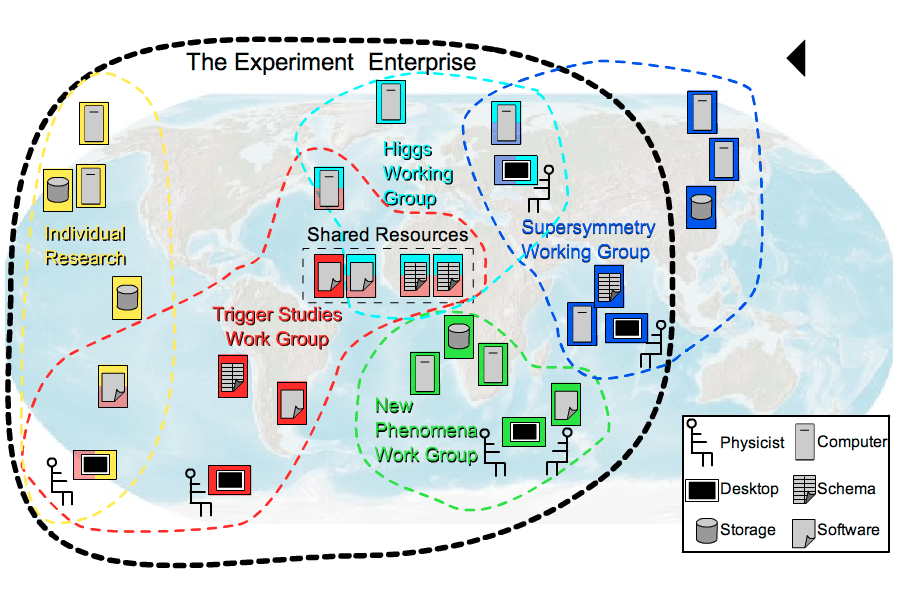 The Experiment  Enterprise
Higgs
Working
Group
Supersymmetry
Working Group
Individual
Research
Shared Resources
Trigger Studies
Work Group
New
Phenomena
Work Group
Physicist
Computer
Desktop
Schema
Storage
Software